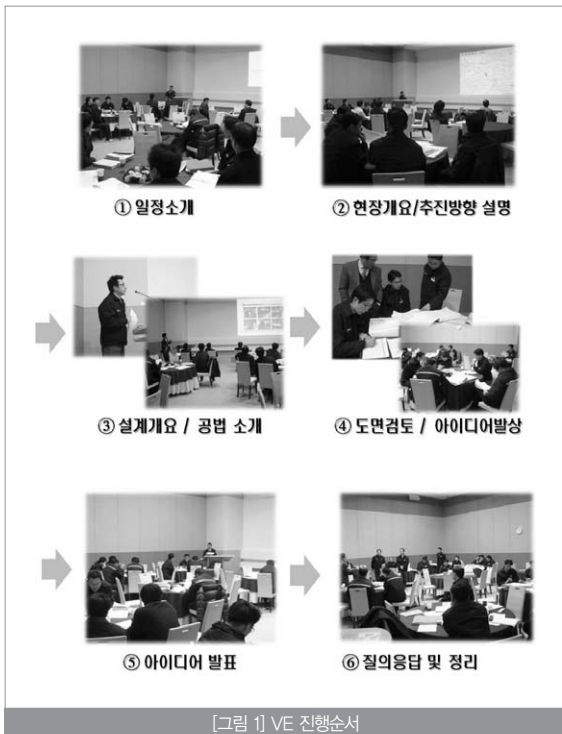 ① 일정소개
② 현장개요/추진방향 설명
③ 설계개요 / 공법 소개
④ 도면검토 / 아이디어발상
⑤ 아이디어 발표
⑥ 질의응답 및 정리
[그림 1] VE 진행순서